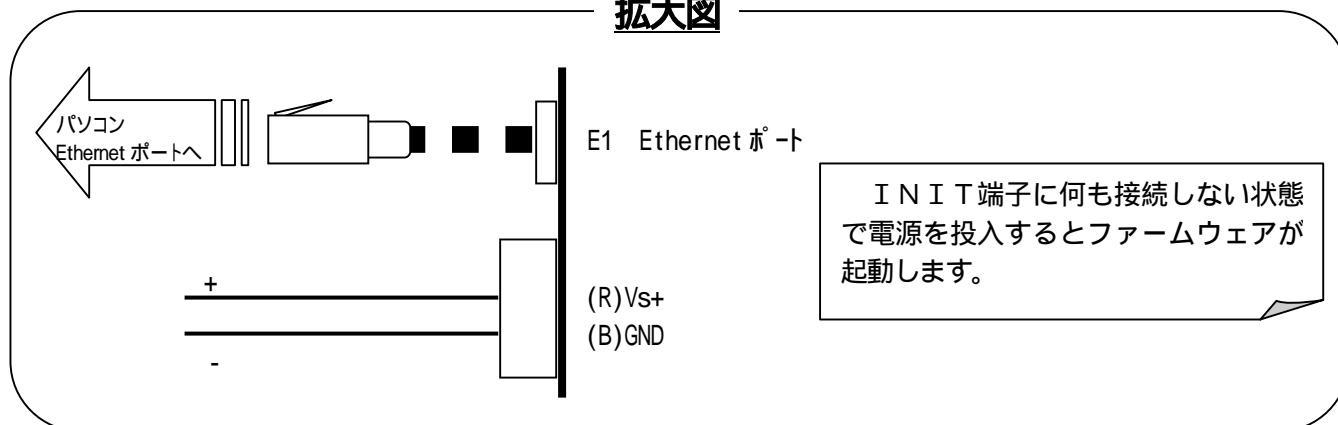 拡大図
パソコン
Ethernet ポートへ
E1 Ethernet ﾎﾟｰﾄ
ＩＮＩＴ端子に何も接続しない状態
で電源を投入するとファームウェアが
起動します。
+
(R)Vs+
(B)GND
-